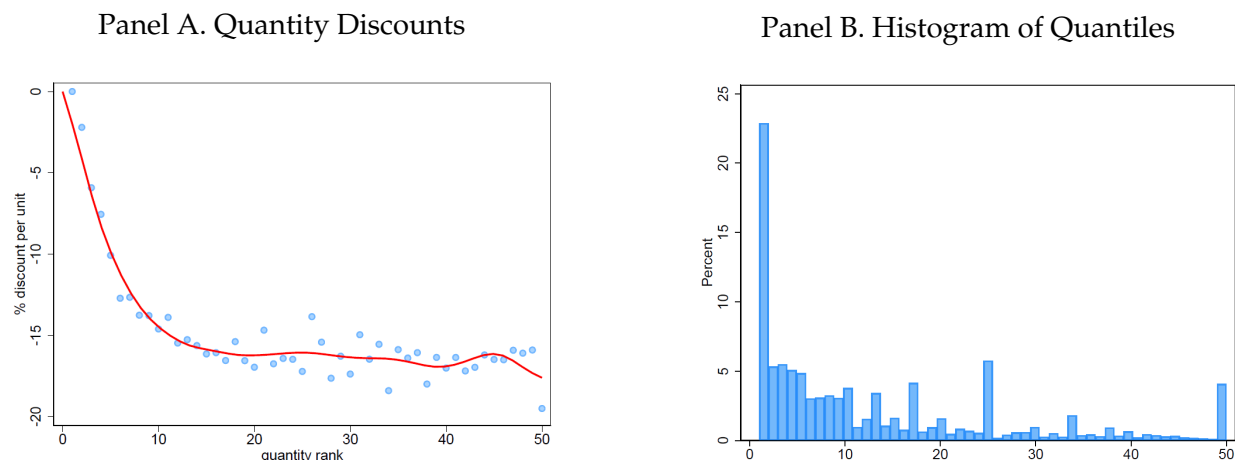 Panel A. Quantity Discounts
% discount per unit
0
-5
-10
-15
-20
0 10 20 30 40 50
quantity rank
Panel B. Histogram of Quantiles
Percent
25
20
15
10
5
0
0 10 20 30 40 50